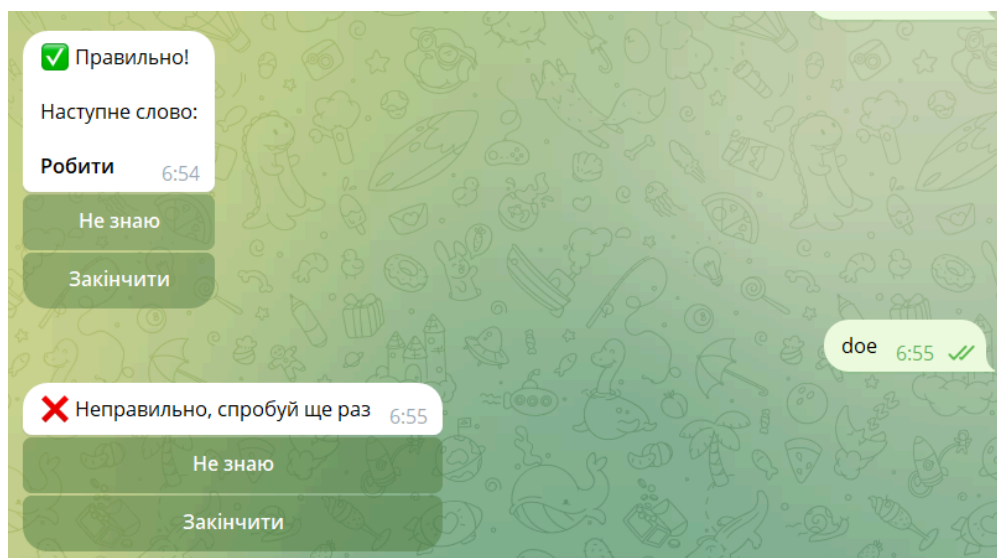 ✅ Правильно!
Наступне слово:
Робити 6:54
Не знаю
Закінчити
doe 6:55
❌ Неправильно, спробуй ще раз 6:55
Не знаю
Закінчити